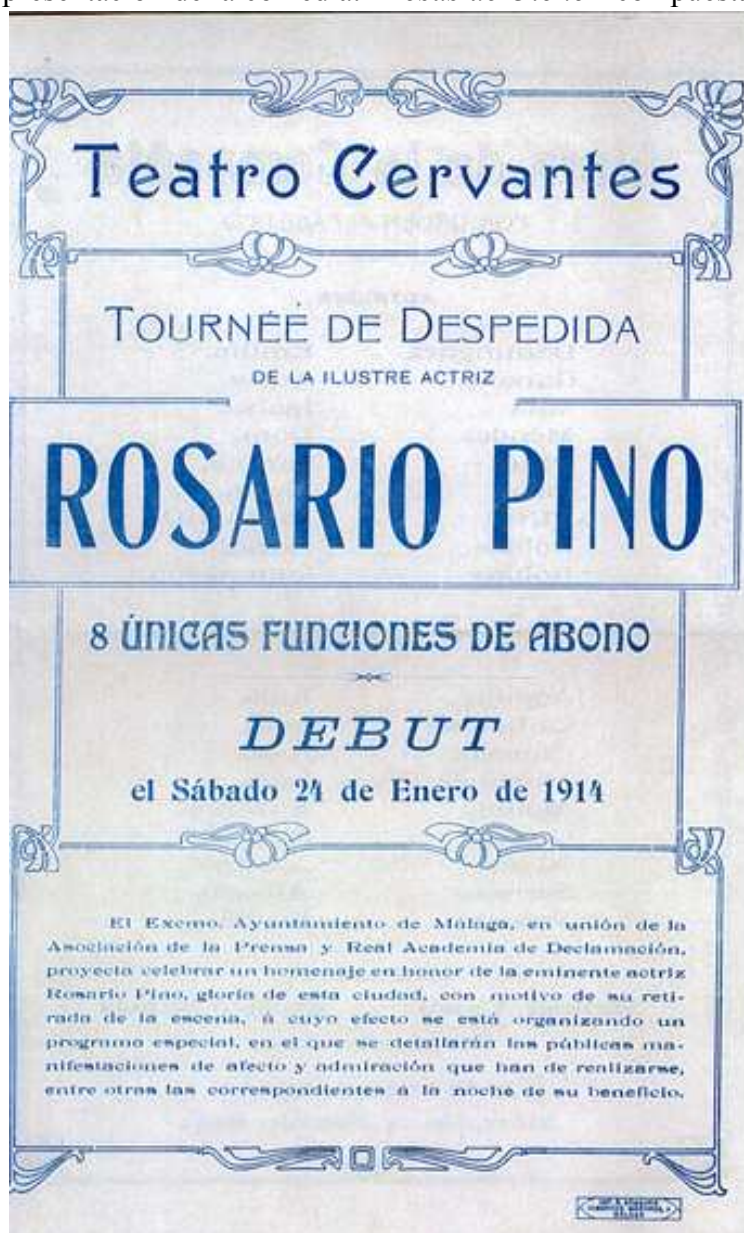 Teatro Cervantes
TOURNÉE DE DESPEDIDA
DE LA ILUSTRE ACTRIZ
ROSARIO PINO
8 ÚNICAS FUNCIONES DE ABONO
DEBUT
el Sábado 24 de Enero de 1914
El Excmo. Ayuntamiento de Málaga, en unión de la
Asociación de la Prensa y Real Academia de Declamación,
proyecta celebrar un homenaje en honor de la eminente actriz
Rosario Pino, gloria de esta ciudad, con motivo de su reti-
rada de la escena, á cuyo efecto se está organizando un
programa especial, en el que se detallarán las públicas ma-
nifestaciones de afecto y admiración que han de realizarse,
entre otras las correspondientes á la noche de su beneficio.